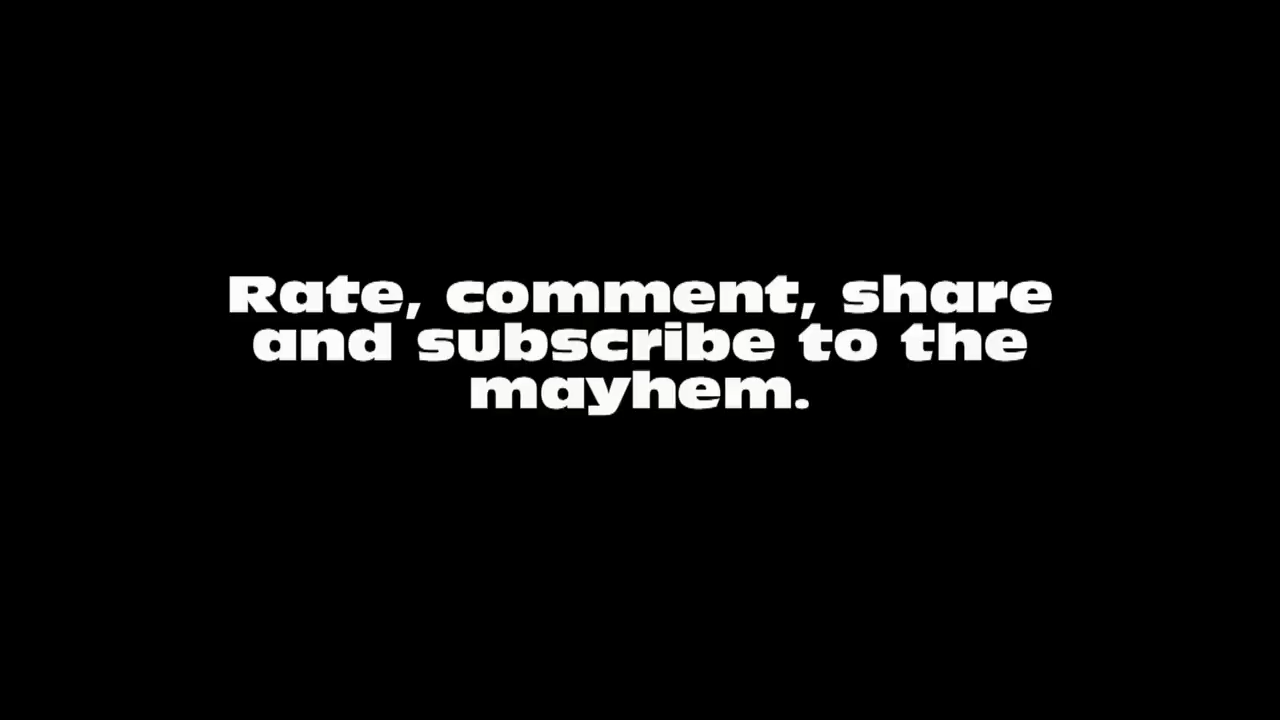 Rate, comment, share
and subscribe to the
mayhem.